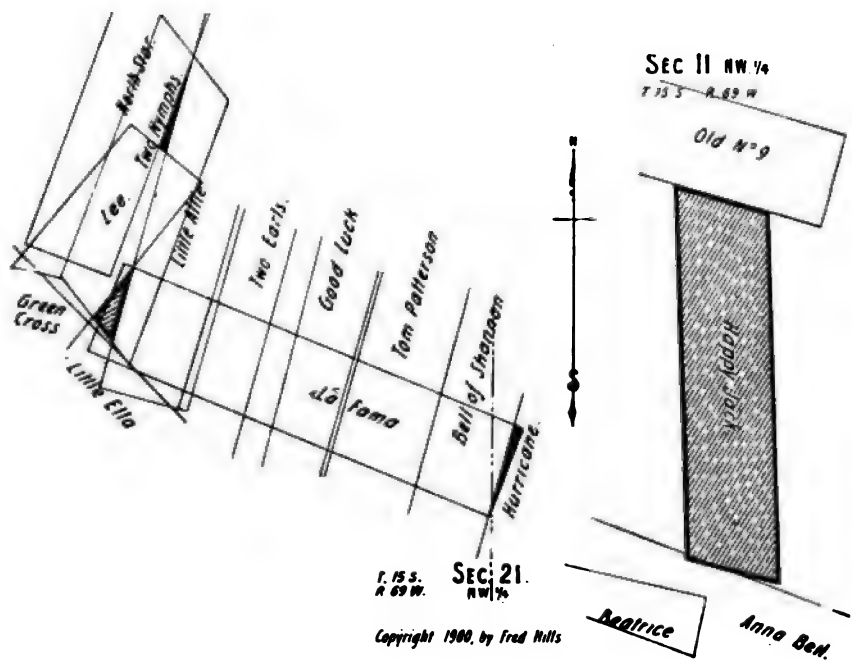 North Star.
Two Nymphs.
Lee.
Little Allie
Green
Cross
Little Ella
Two Earls.
Good Luck
Tom Patterson
Bell of Shannon
Hurricane.
La Fama
T. 15 S.
R 69 W.
SEC. 21.
NW ¼
Copyright 1900, by Fred Hills
N
S
SEC 11 NW. ¼
T 15 S R 69 W
Old Nº 9
Happy Jack
Beatrice
Anna Bell.